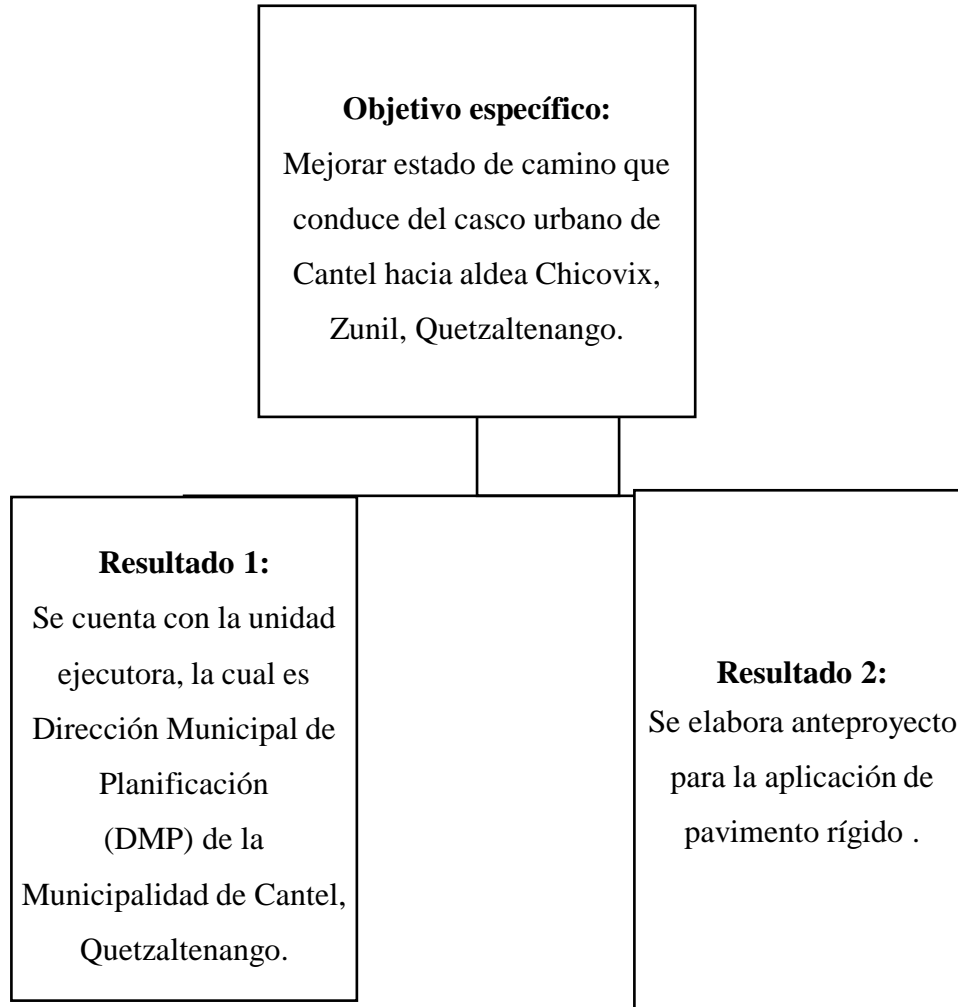 Objetivo específico:
Mejorar estado de camino que
conduce del casco urbano de
Cantel hacia aldea Chicovix,
Zunil, Quetzaltenango.
Resultado 1:
Se cuenta con la unidad
ejecutora, la cual es
Dirección Municipal de
Planificación
(DMP) de la
Municipalidad de Cantel,
Quetzaltenango.
Resultado 2:
Se elabora anteproyecto
para la aplicación de
pavimento rígido .